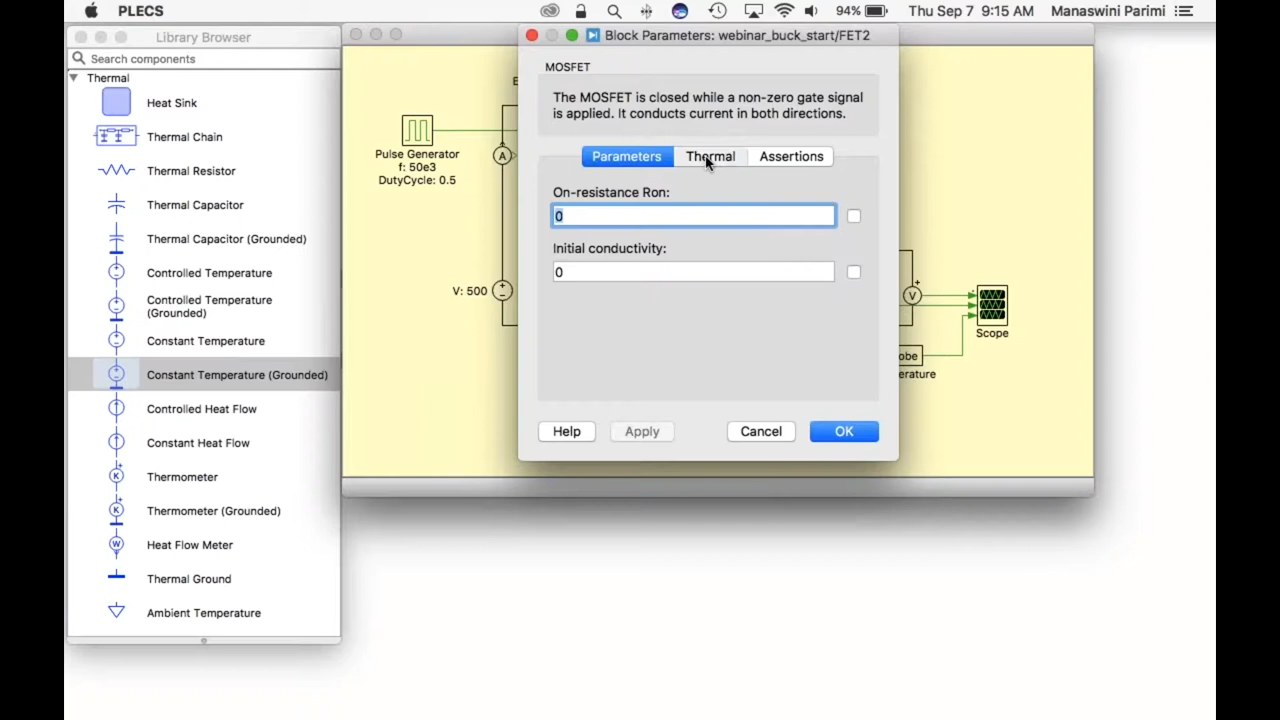 PLECS
94%
Thu Sep 7 9:15 AM
Manaswini Parimi
Library Browser
Search components
Thermal
Heat Sink
Thermal Chain
Thermal Resistor
Thermal Capacitor
Thermal Capacitor (Grounded)
Controlled Temperature
Controlled Temperature
(Grounded)
Constant Temperature
Constant Temperature (Grounded)
Controlled Heat Flow
Constant Heat Flow
Thermometer
Thermometer (Grounded)
Heat Flow Meter
Thermal Ground
Ambient Temperature
E
Pulse Generator
f: 50e3
DutyCycle: 0.5
A
V: 500
Block Parameters: webinar_buck_start/FET2
MOSFET
The MOSFET is closed while a non-zero gate signal
is applied. It conducts current in both directions.
Parameters
Thermal
Assertions
On-resistance Ron:
0
Initial conductivity:
0
Help
Apply
Cancel
OK
V
Scope
obe
erature